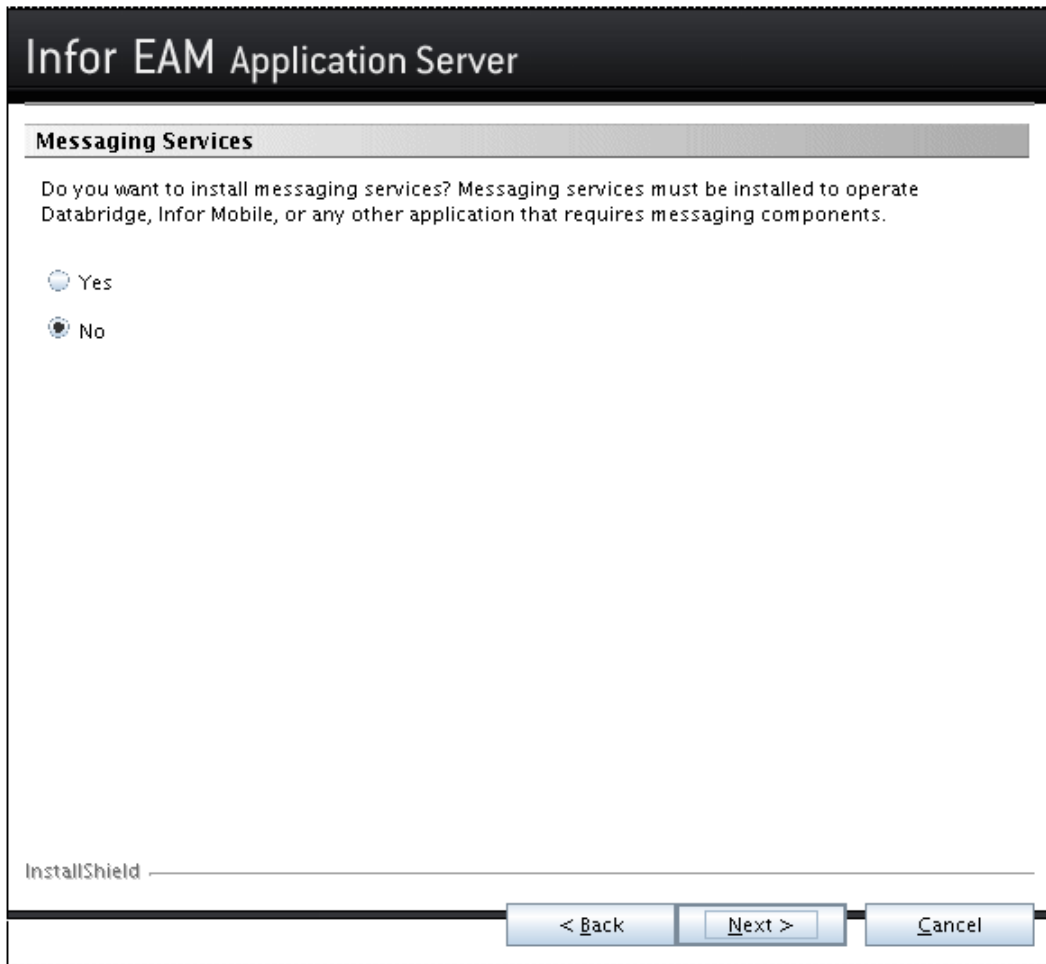 Infor EAM Application Server
Messaging Services
Do you want to install messaging services? Messaging services must be installed to operate
Databridge, Infor Mobile, or any other application that requires messaging components.
Yes
No
InstallShield
< Back Next > Cancel